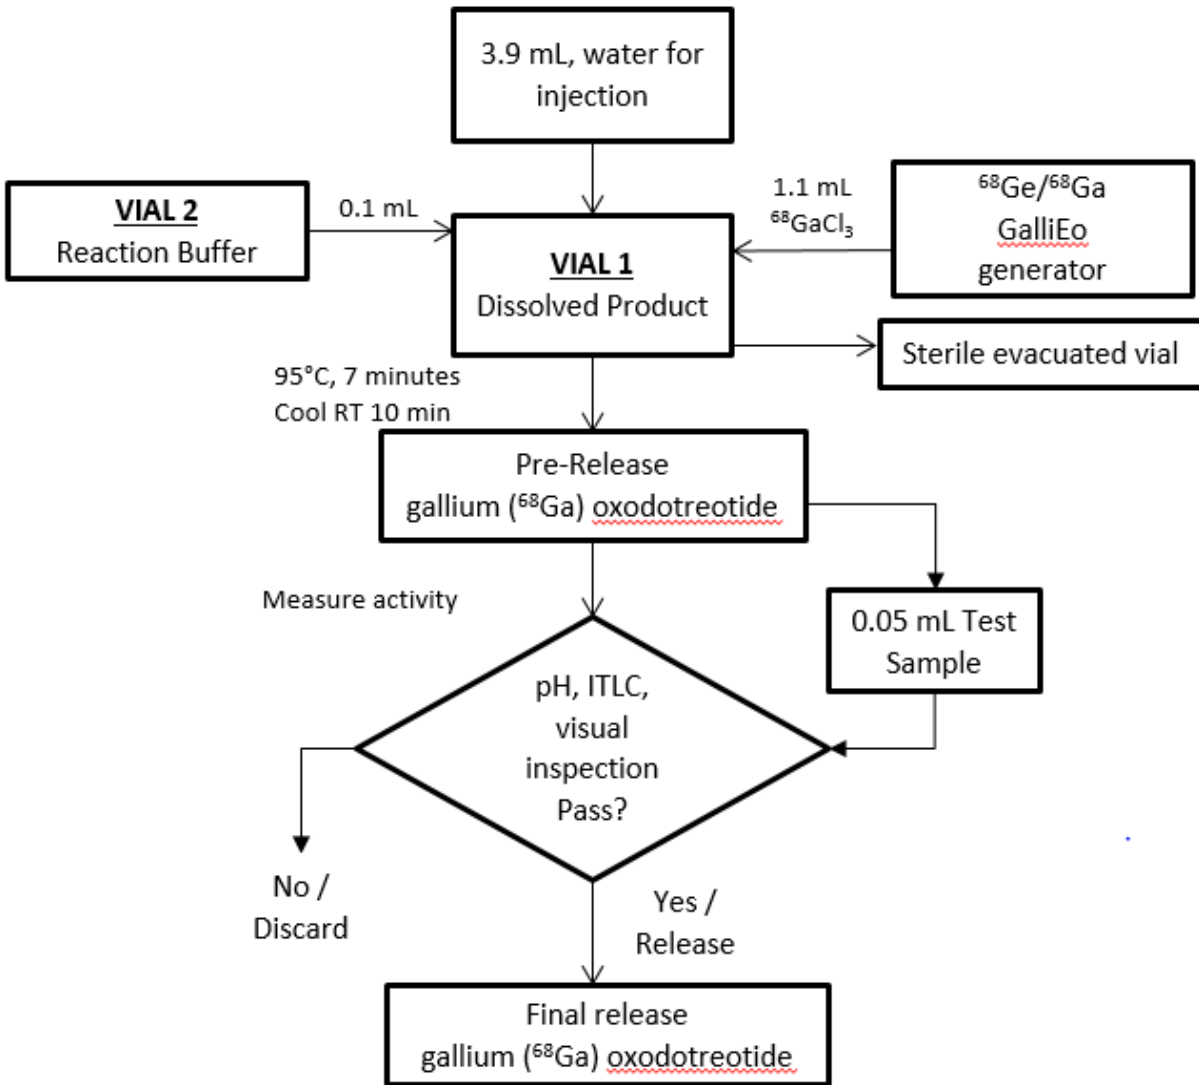 3.9 mL, water for
injection
VIAL 2
Reaction Buffer
0.1 mL
1.1 mL
⁶⁸GaCl₃
⁶⁸Ge/⁶⁸Ga
GalliEo
generator
VIAL 1
Dissolved Product
Sterile evacuated vial
95°C, 7 minutes
Cool RT 10 min
Pre-Release
gallium (⁶⁸Ga) oxodotreotide
Measure activity
0.05 mL Test
Sample
pH, ITLC,
visual
inspection
Pass?
No /
Discard
Yes /
Release
Final release
gallium (⁶⁸Ga) oxodotreotide